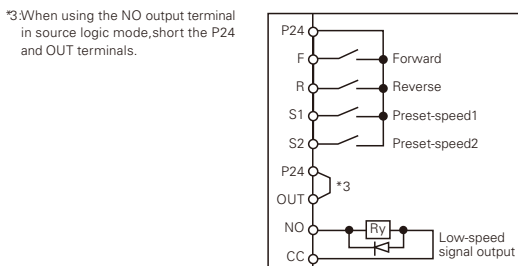 *3:When using the NO output terminal
in source logic mode,short the P24
and OUT terminals.
P24
F Forward
R Reverse
S1 Preset-speed1
S2 Preset-speed2
P24
*3
OUT
NO Ry
Low-speed
signal output
CC